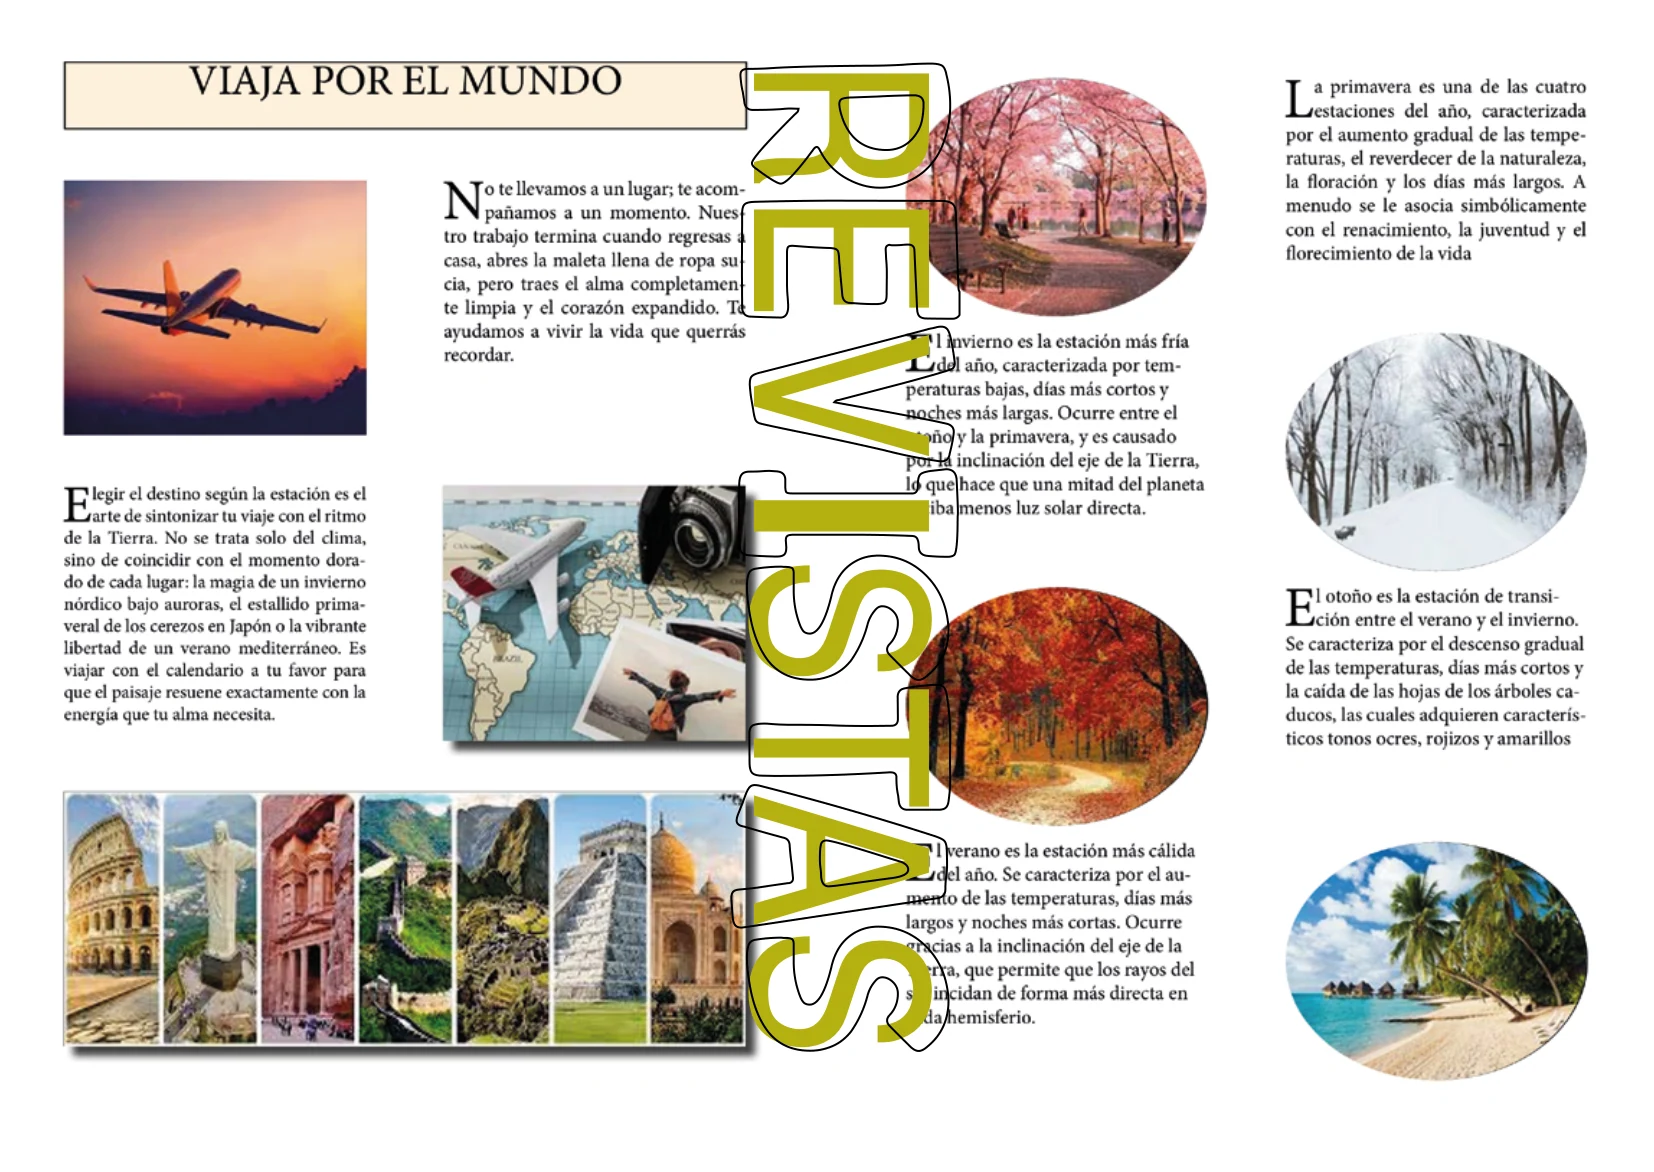 VIAJA POR EL MUNDO
No te llevamos a un lugar; te acom-
pañamos a un momento. Nues-
tro trabajo termina cuando regresas a
casa, abres la maleta llena de ropa su-
cia, pero traes el alma completamen-
te limpia y el corazón expandido. Te
ayudamos a vivir la vida que querrás
recordar.
Elegir el destino según la estación es el
arte de sintonizar tu viaje con el ritmo
de la Tierra. No se trata solo del clima,
sino de coincidir con el momento dora-
do de cada lugar: la magia de un invierno
nórdico bajo auroras, el estallido prima-
veral de los cerezos en Japón o la vibrante
libertad de un verano mediterráneo. Es
viajar con el calendario a tu favor para
que el paisaje resuene exactamente con la
energía que tu alma necesita.
BRAZIL
REVISTAS
El invierno es la estación más fría
del año, caracterizada por tem-
peraturas bajas, días más cortos y
noches más largas. Ocurre entre el
otoño y la primavera, y es causado
por la inclinación del eje de la Tierra,
lo que hace que una mitad del planeta
menos luz solar directa.
El verano es la estación más cálida
del año. Se caracteriza por el au-
mento de las temperaturas, días más
largos y noches más cortas. Ocurre
gracias a la inclinación del eje de la
Tierra, que permite que los rayos del
sol incidan de forma más directa en
cada hemisferio.
La primavera es una de las cuatro
estaciones del año, caracterizada
por el aumento gradual de las tempe-
raturas, el reverdecer de la naturaleza,
la floración y los días más largos. A
menudo se le asocia simbólicamente
con el renacimiento, la juventud y el
florecimiento de la vida
El otoño es la estación de transi-
ción entre el verano y el invierno.
Se caracteriza por el descenso gradual
de las temperaturas, días más cortos y
la caída de las hojas de los árboles ca-
ducos, las cuales adquieren caracterís-
ticos tonos ocres, rojizos y amarillos